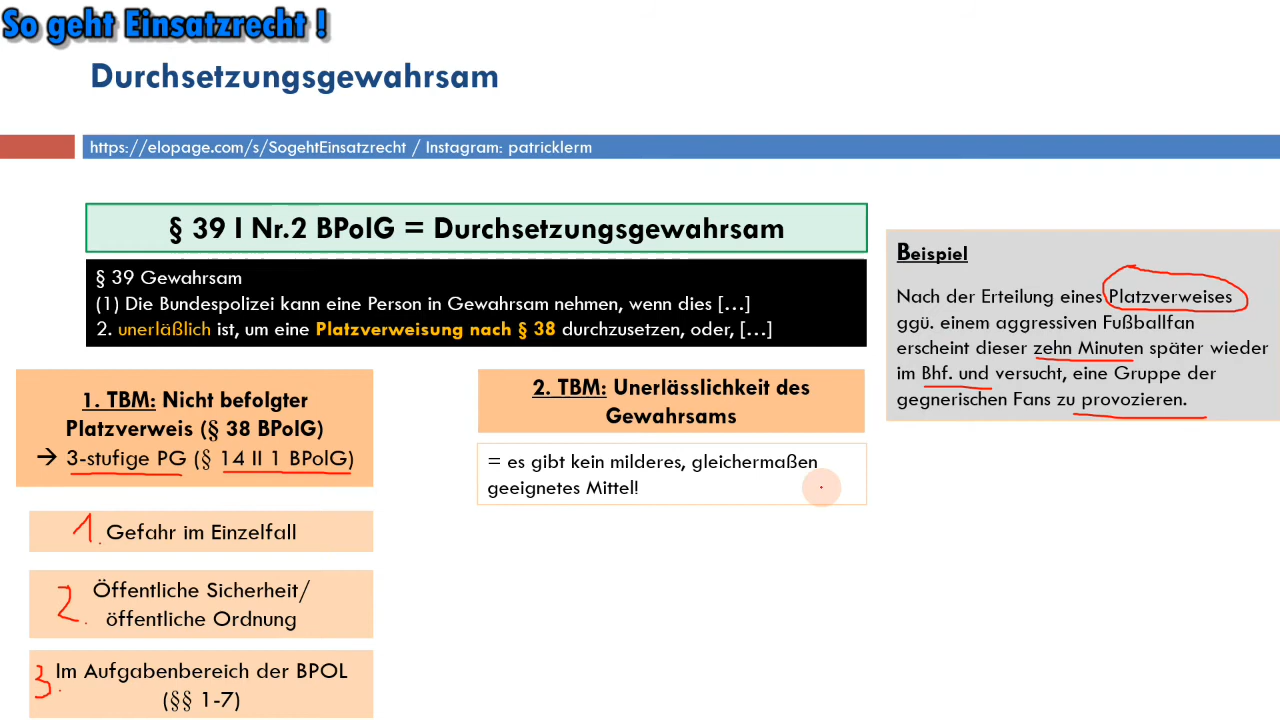 So geht Einsatzrecht !
Durchsetzungsgewahrsam
https://elopage.com/s/SogehtEinsatzrecht / Instagram: patricklerm
§ 39 I Nr.2 BPolG = Durchsetzungsgewahrsam
§ 39 Gewahrsam
(1) Die Bundespolizei kann eine Person in Gewahrsam nehmen, wenn dies […]
2. unerläßlich ist, um eine Platzverweisung nach § 38 durchzusetzen, oder, […]
Beispiel
Nach der Erteilung eines Platzverweises
ggü. einem aggressiven Fußballfan
erscheint dieser zehn Minuten später wieder
im Bhf. und versucht, eine Gruppe der
gegnerischen Fans zu provozieren.
1. TBM: Nicht befolgter
Platzverweis (§ 38 BPolG)
→ 3-stufige PG (§ 14 II 1 BPolG)
1. Gefahr im Einzelfall
2. Öffentliche Sicherheit/
öffentliche Ordnung
3. Im Aufgabenbereich der BPOL
(§§ 1-7)
2. TBM: Unerlässlichkeit des
Gewahrsams
= es gibt kein milderes, gleichermaßen
geeignetes Mittel!